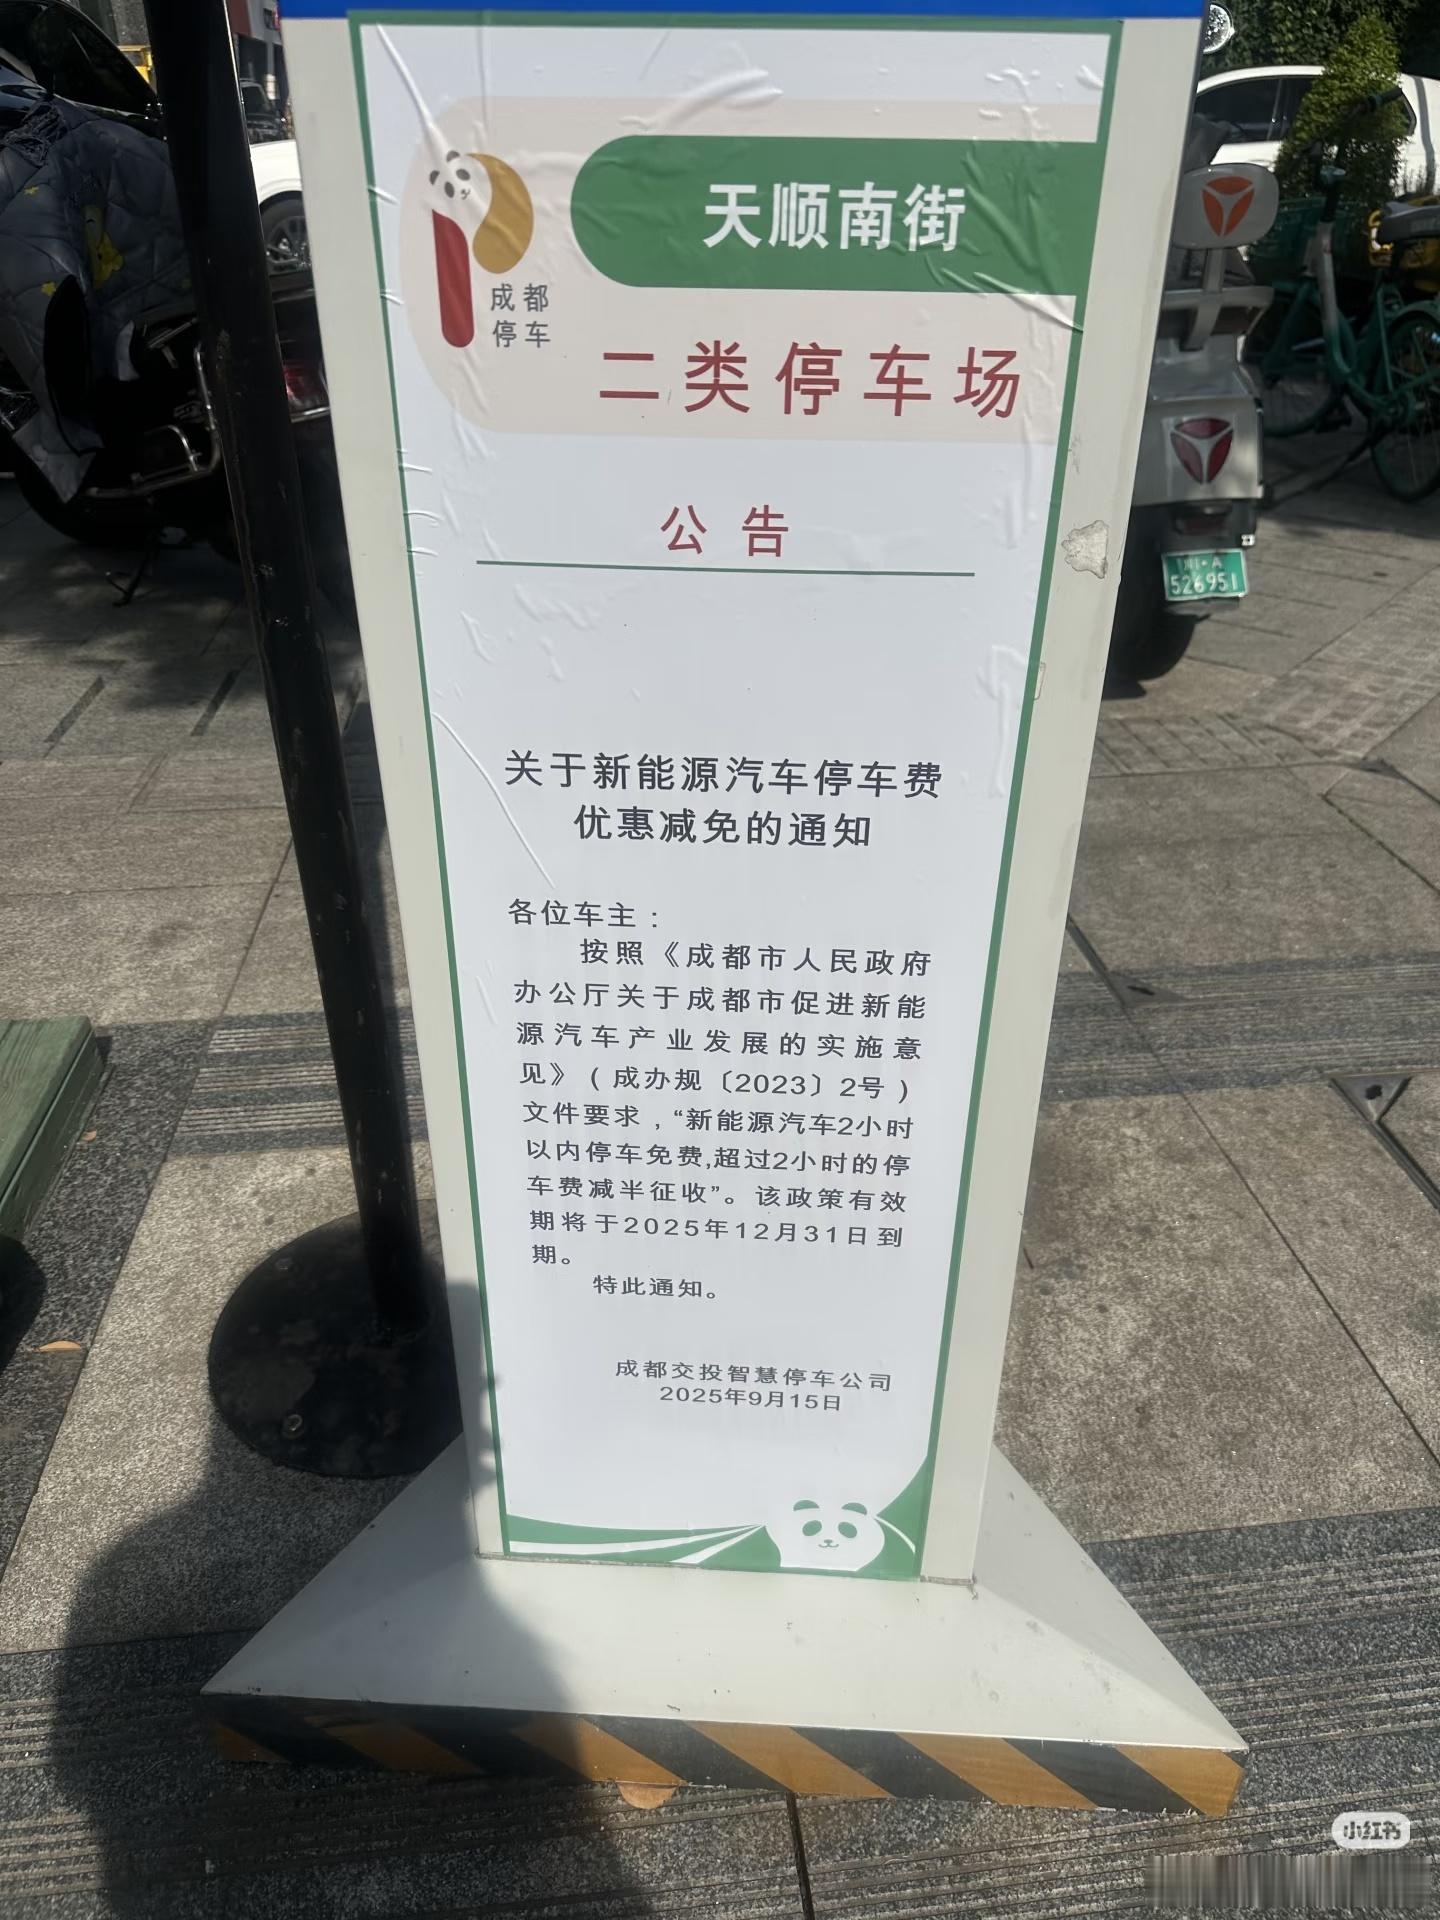 天顺南街
成都
停车
二类停车场
公告
关于新能源汽车停车费
优惠减免的通知
各位车主：
按照《成都市人民政府
办公厅关于成都市促进新能
源汽车产业发展的实施意
见》（成办规〔2023〕2号）
文件要求，“新能源汽车2小时
以内停车免费,超过2小时的停
车费减半征收”。该政策有效
期将于2025年12月31日到
期。
特此通知。
成都交投智慧停车公司
2025年9月15日
川·A
526951
小红书